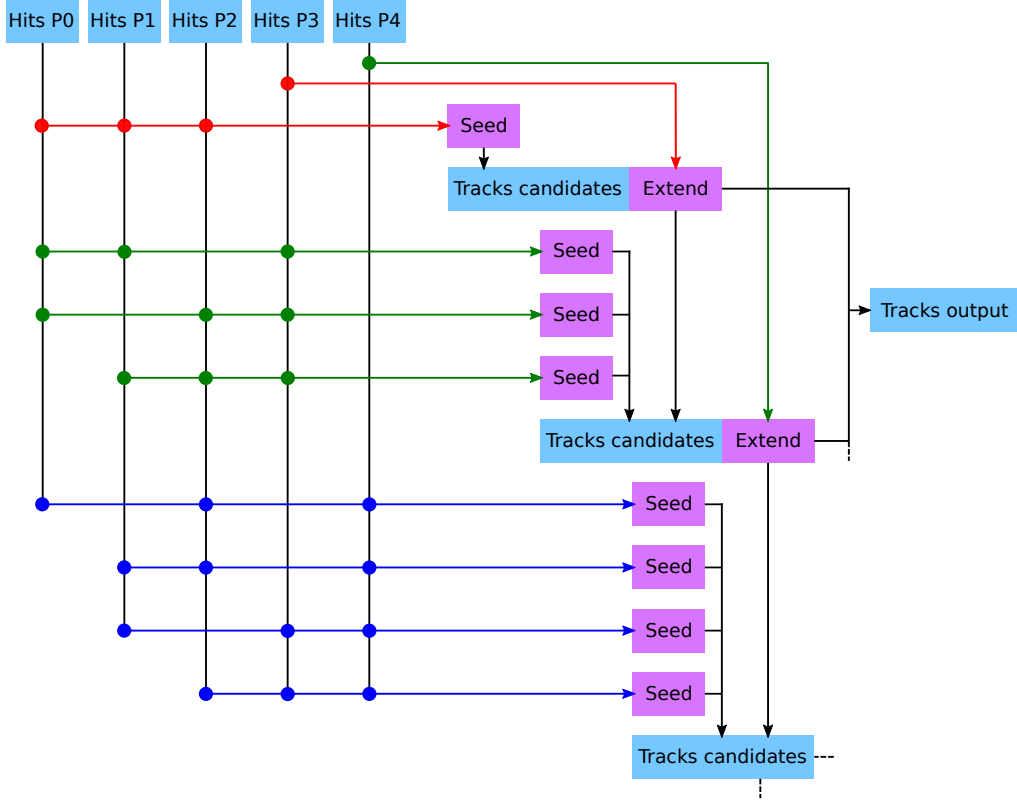 Hits P0 Hits P1 Hits P2 Hits P3 Hits P4
Seed
Tracks candidates Extend
Seed
Tracks output
Seed
Seed
Tracks candidates Extend
Seed
Seed
Seed
Seed
Tracks candidates